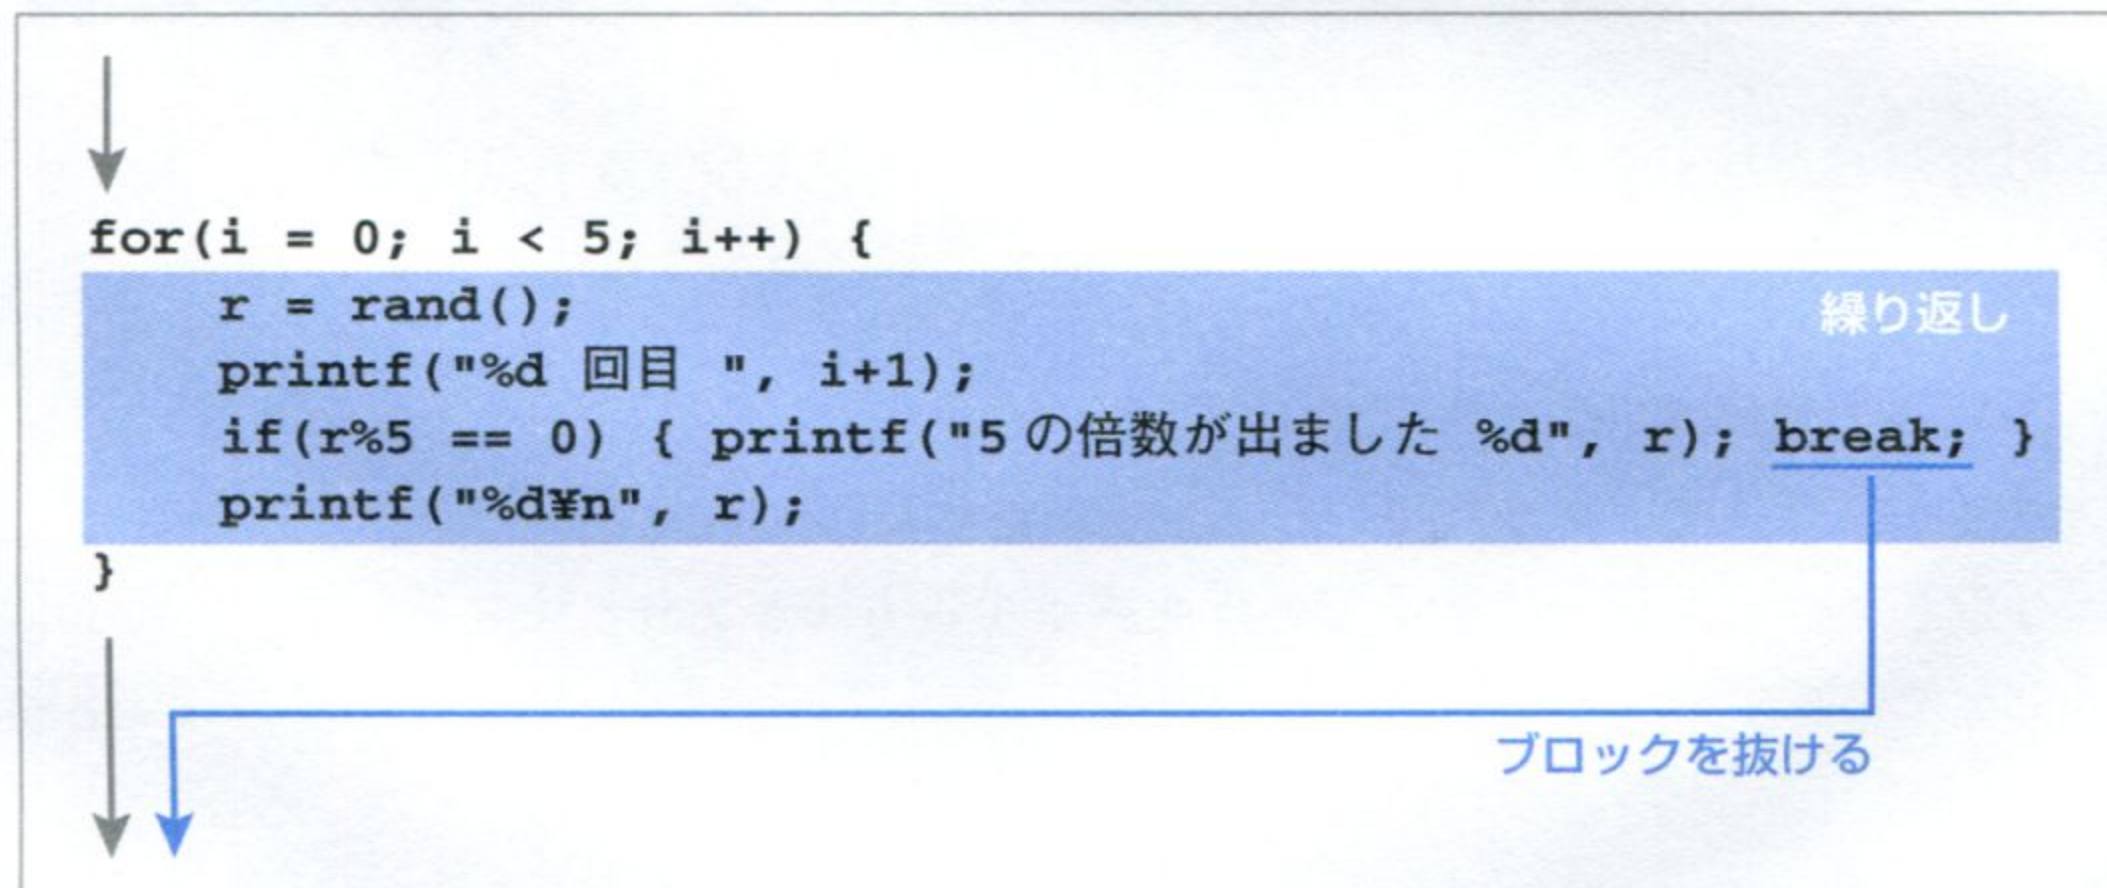 for(i = 0; i < 5; i++) {
r = rand();
繰り返し
printf("%d 回目 ", i+1);
if(r%5 == 0) { printf("5の倍数が出ました %d", r); break; }
printf("%d¥n", r);
}
ブロックを抜ける